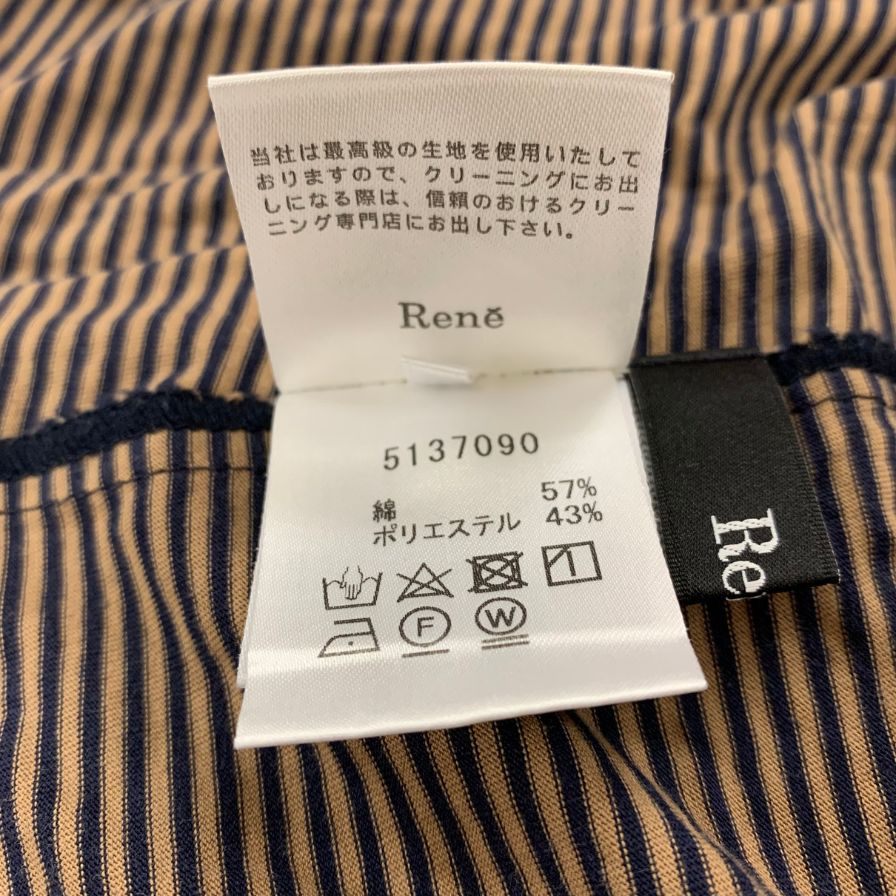 当社は最高級の生地を使用いたして
おりますので、クリーニングにお出
しになる際は、信頼のおけるクリー
ニング専門店にお出し下さい。
René
5137090
綿 57%
ポリエステル 43%
F W
Re